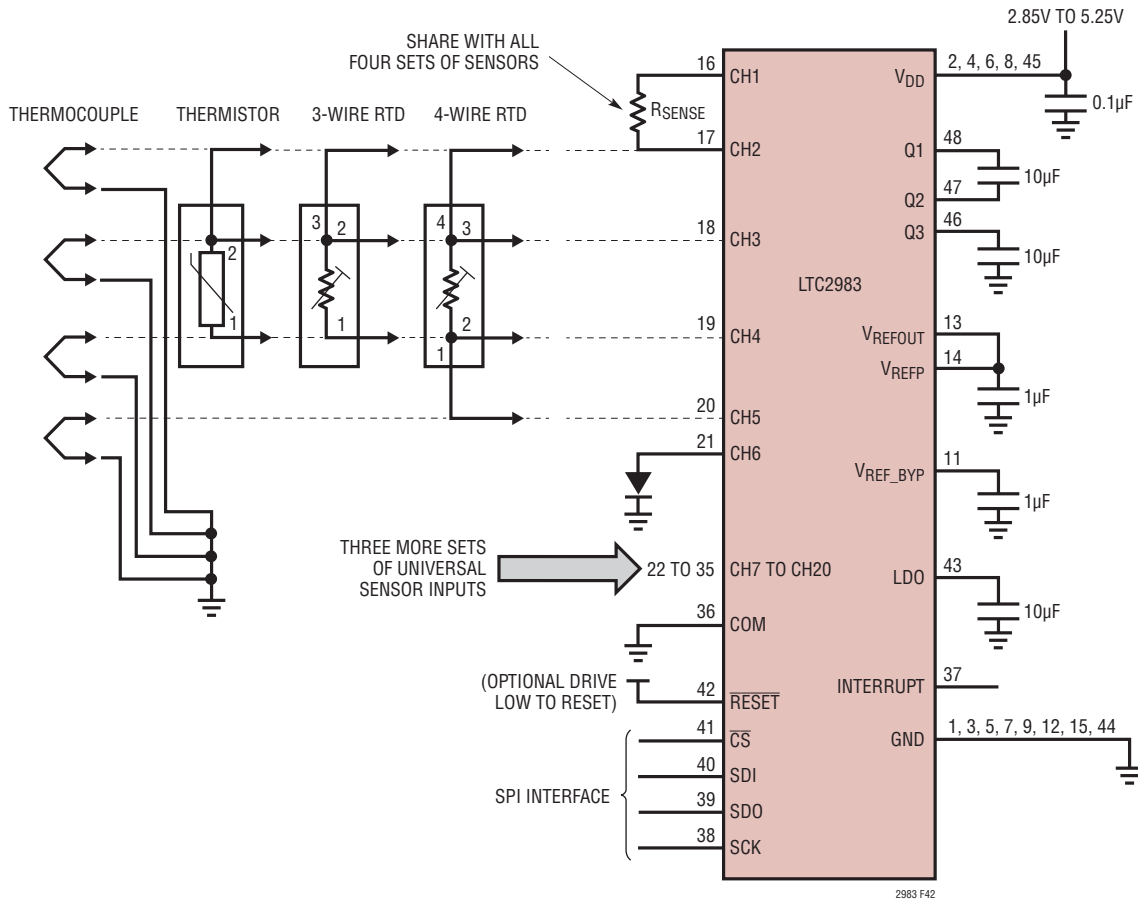 2.85V TO 5.25V
SHARE WITH ALL
FOUR SETS OF SENSORS
16
CH1
VDD
2, 4, 6, 8, 45
0.1µF
RSENSE
THERMOCOUPLE
THERMISTOR
3-WIRE RTD
4-WIRE RTD
17
CH2
Q1
48
10µF
Q2
47
3
2
4
3
2
18
CH3
Q3
46
10µF
LTC2983
1
1
2
1
19
CH4
VREFOUT
13
VREFP
14
1µF
20
CH5
21
CH6
VREF_BYP
11
1µF
THREE MORE SETS
OF UNIVERSAL
SENSOR INPUTS
22 TO 35
CH7 TO CH20
LDO
43
10µF
36
COM
(OPTIONAL DRIVE
LOW TO RESET)
42
RESET
INTERRUPT
37
41
CS
GND
1, 3, 5, 7, 9, 12, 15, 44
SPI INTERFACE
40
SDI
39
SDO
38
SCK
2983 F42